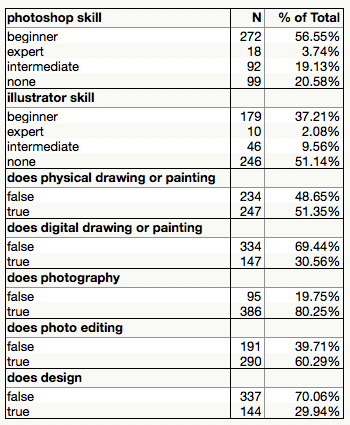 photoshop skill N % of Total
beginner 272 56.55%
expert 18 3.74%
intermediate 92 19.13%
none 99 20.58%
illustrator skill
beginner 179 37.21%
expert 10 2.08%
intermediate 46 9.56%
none 246 51.14%
does physical drawing or painting
false 234 48.65%
true 247 51.35%
does digital drawing or painting
false 334 69.44%
true 147 30.56%
does photography
false 95 19.75%
true 386 80.25%
does photo editing
false 191 39.71%
true 290 60.29%
does design
false 337 70.06%
true 144 29.94%